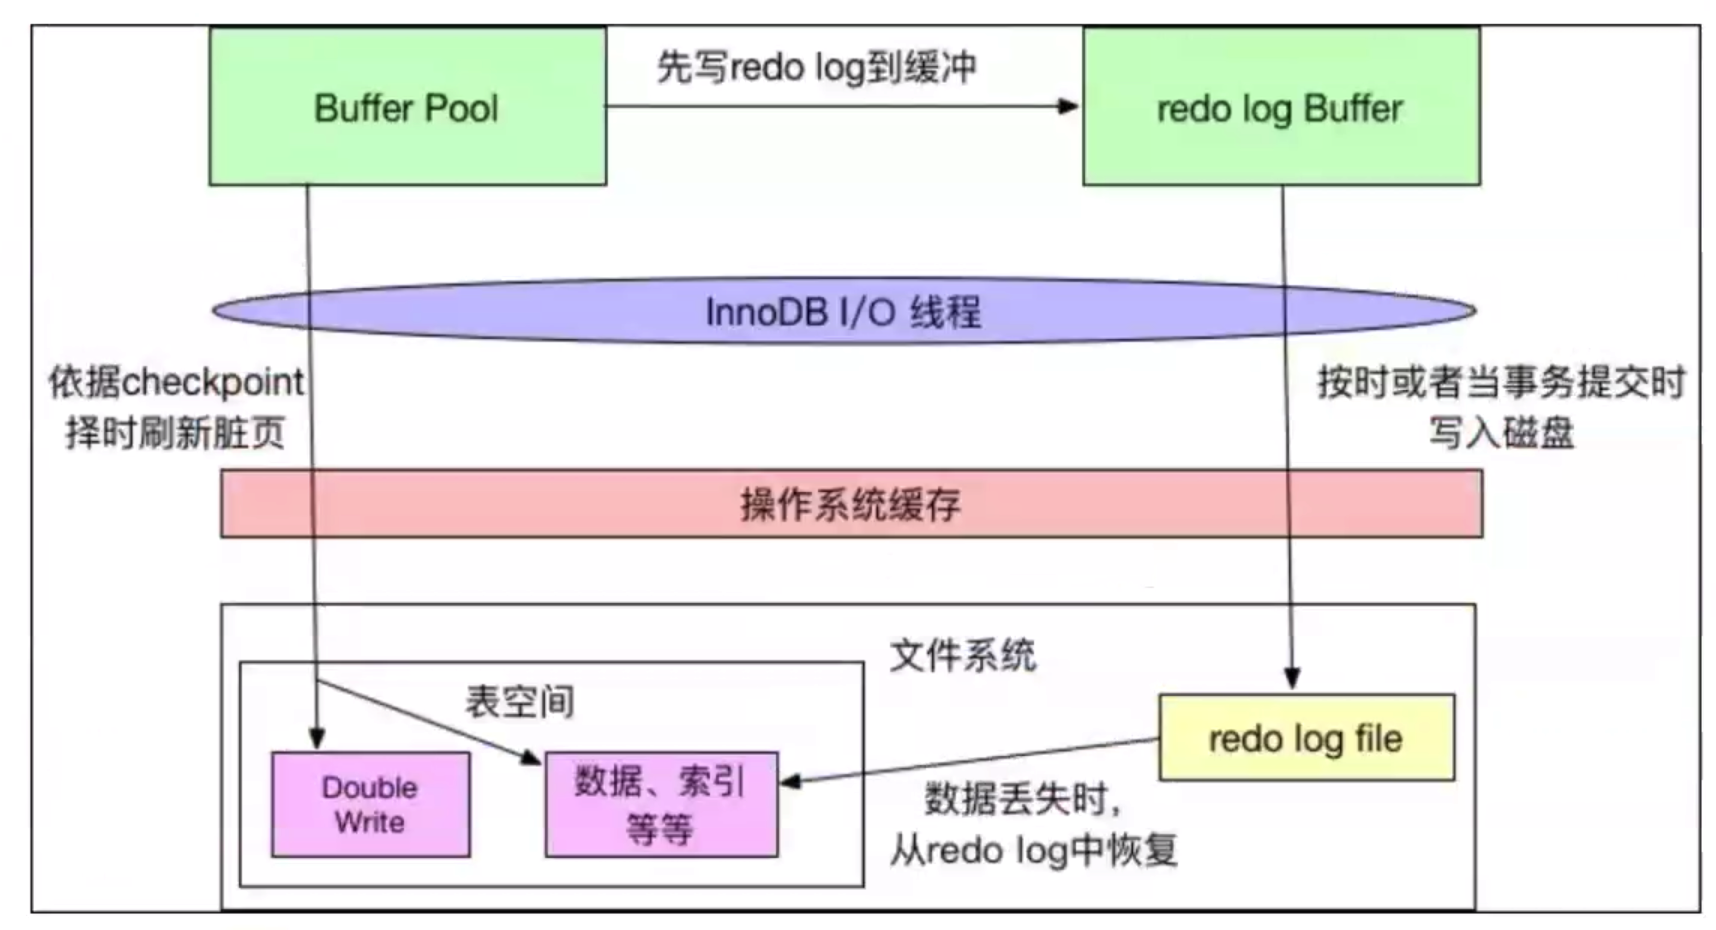 先写redo log到缓冲
Buffer Pool
redo log Buffer
InnoDB I/O 线程
依据checkpoint
择时刷新脏页
按时或者当事务提交时
写入磁盘
操作系统缓存
文件系统
表空间
Double
Write
数据、索引
等等
redo log file
数据丢失时，
从redo log中恢复